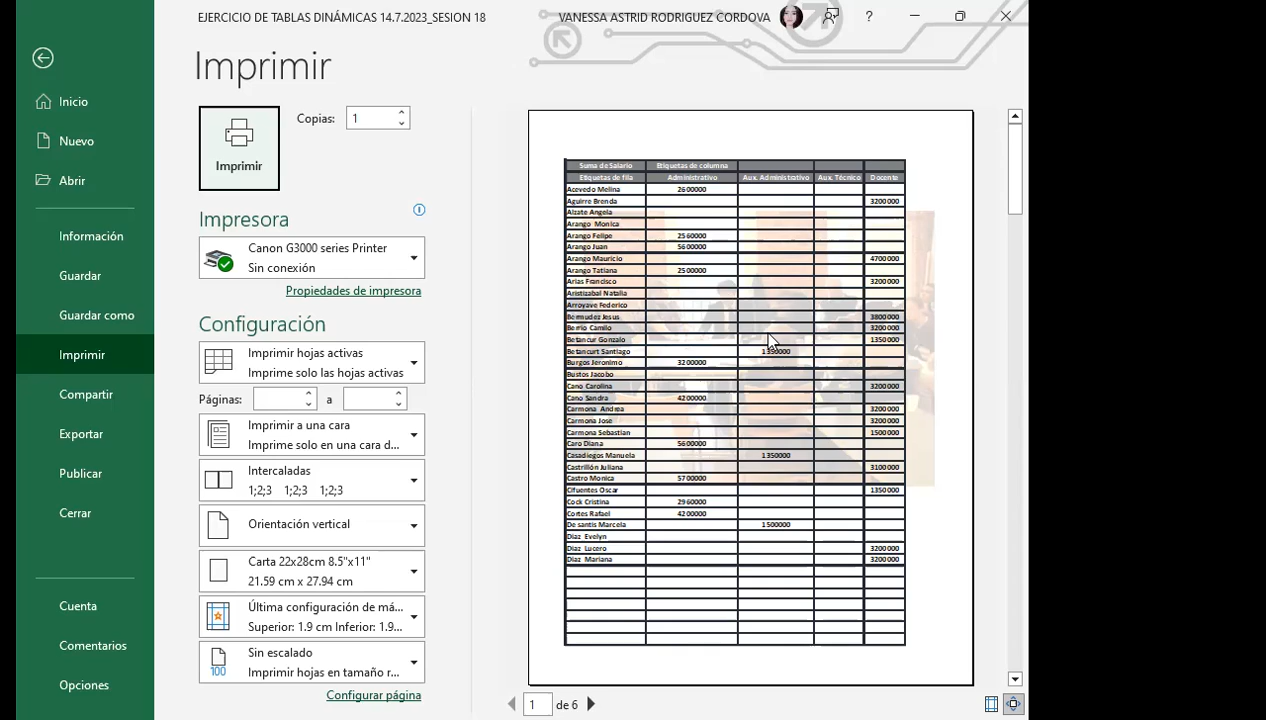 EJERCICIO DE TABLAS DINÁMICAS 14.7.2023_SESION 18
VANESSA ASTRID RODRIGUEZ CORDOVA
?
Imprimir
Inicio
Nuevo
Abrir
Información
Guardar
Guardar como
Imprimir
Compartir
Exportar
Publicar
Cerrar
Cuenta
Comentarios
Opciones
Imprimir
Copias: 1
Impresora
Canon G3000 series Printer
Sin conexión
Propiedades de impresora
Configuración
Imprimir hojas activas
Imprime solo las hojas activas
Páginas: a
Imprimir a una cara
Imprime solo en una cara d...
Intercaladas
1;2;3 1;2;3 1;2;3
Orientación vertical
Carta 22x28cm 8.5"x11"
21.59 cm x 27.94 cm
Última configuración de má...
Superior: 1.9 cm Inferior: 1.9...
Sin escalado
100 Imprimir hojas en tamaño r...
Configurar página
Suma de Salario Etiquetas de columna
Etiquetas de fila Administrativo Aux. Administrativo Aux. Técnico Docente
Acevedo Melina 2600000
Aguirre Brenda 3200000
Alzate Angela
Arango Monica
Arango Felipe 2560000
Arango Juan 5600000
Arango Mauricio 4700000
Arango Tatiana 2500000
Arias Francisco 3200000
Aristizabal Natalia
Arroyave Federico
Bermudez Jesus 3800000
Berrio Camilo 3200000
Betancur Gonzalo 1350000
Betancurt Santiago 1350000
Burgos Jeronimo 3200000
Bustos Jacobo
Cano Carolina 3200000
Cano Sandra 4200000
Carmona Andrea 3200000
Carmona Jose 3200000
Carmona Sebastian 1500000
Caro Diana 5600000
Casadiegos Manuela 1350000
Castrillón Juliana 3100000
Castro Monica 5700000
Cifuentes Oscar 1350000
Cock Cristina 2960000
Cortes Rafael 4200000
De santis Marcela 1500000
Diaz Evelyn
Diaz Lucero 3200000
Diaz Mariana 3200000
1 de 6